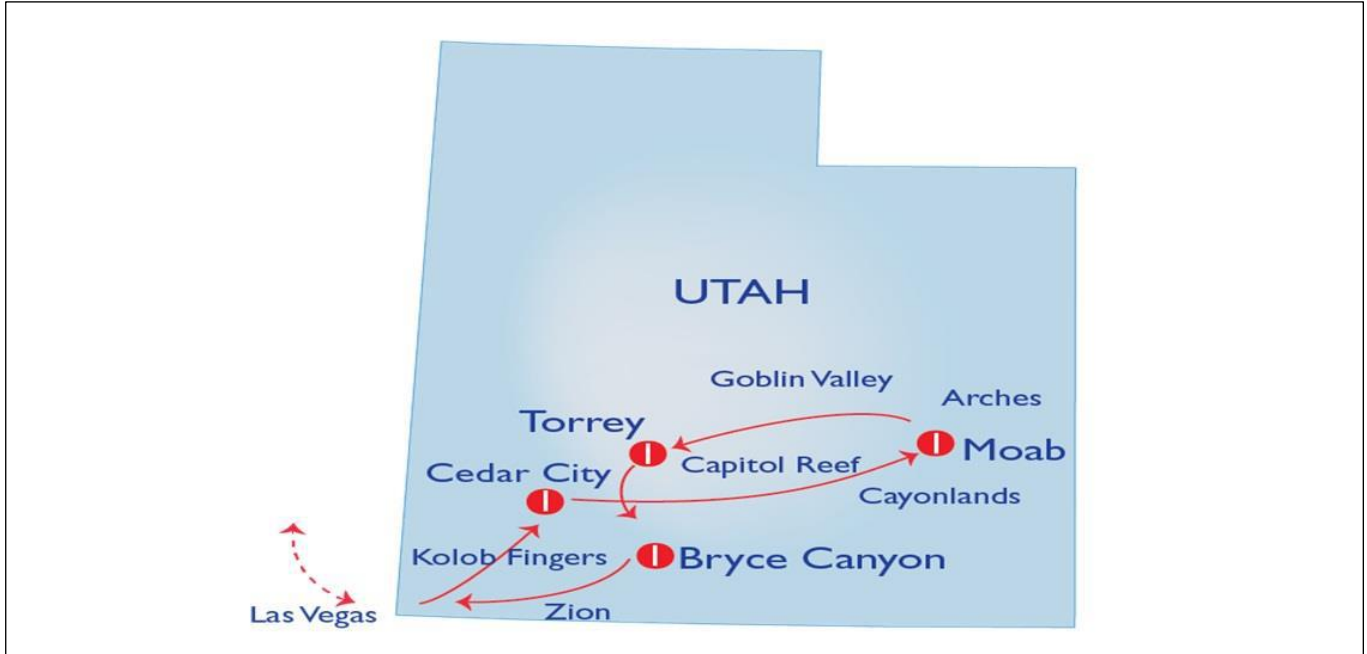 UTAH
Goblin Valley
Arches
Torrey
Moab
Capitol Reef
Cedar City
Cayonlands
Kolob Fingers
Bryce Canyon
Las Vegas
Zion